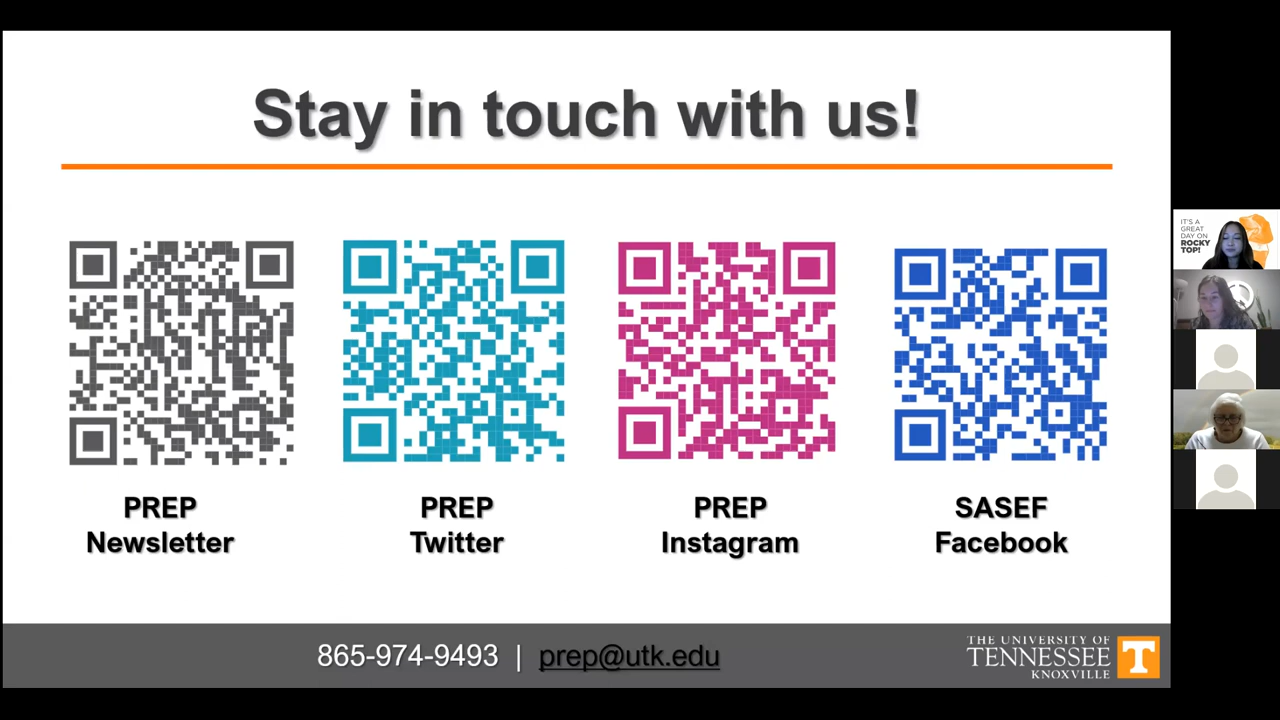 Stay in touch with us!
PREP
Newsletter
PREP
Twitter
PREP
Instagram
SASEF
Facebook
865-974-9493 | prep@utk.edu
THE UNIVERSITY OF
TENNESSEE
KNOXVILLE
T
IT'S A
GREAT
DAY ON
ROCKY
TOP!